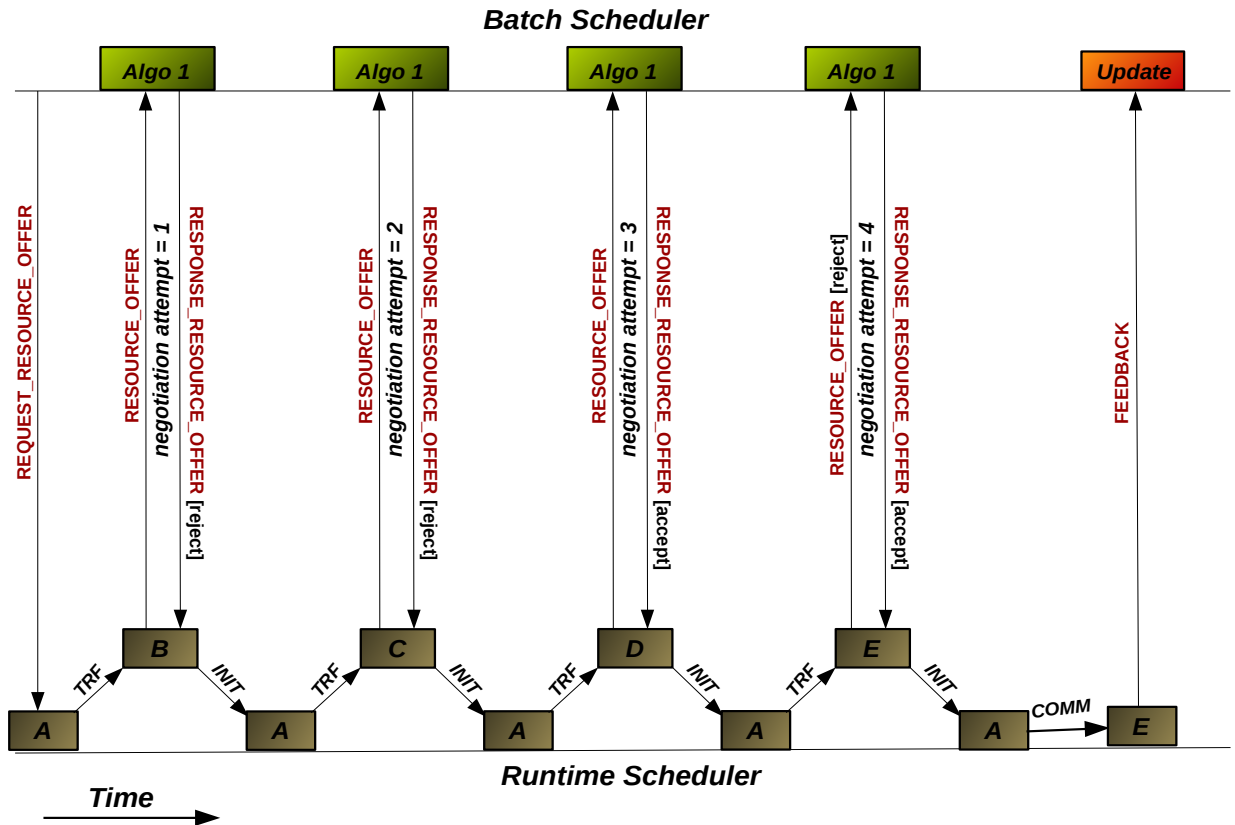 Batch Scheduler
Algo 1
Algo 1
Algo 1
Algo 1
Update
REQUEST_RESOURCE_OFFER
RESOURCE_OFFER
negotiation attempt = 1
RESPONSE_RESOURCE_OFFER [reject]
RESOURCE_OFFER
negotiation attempt = 2
RESPONSE_RESOURCE_OFFER [reject]
RESOURCE_OFFER
negotiation attempt = 3
RESPONSE_RESOURCE_OFFER [accept]
RESOURCE_OFFER [reject]
negotiation attempt = 4
RESPONSE_RESOURCE_OFFER [accept]
FEEDBACK
B
C
D
E
TRF
INIT
TRF
INIT
TRF
INIT
TRF
INIT
COMM
A
A
A
A
A
E
Runtime Scheduler
Time